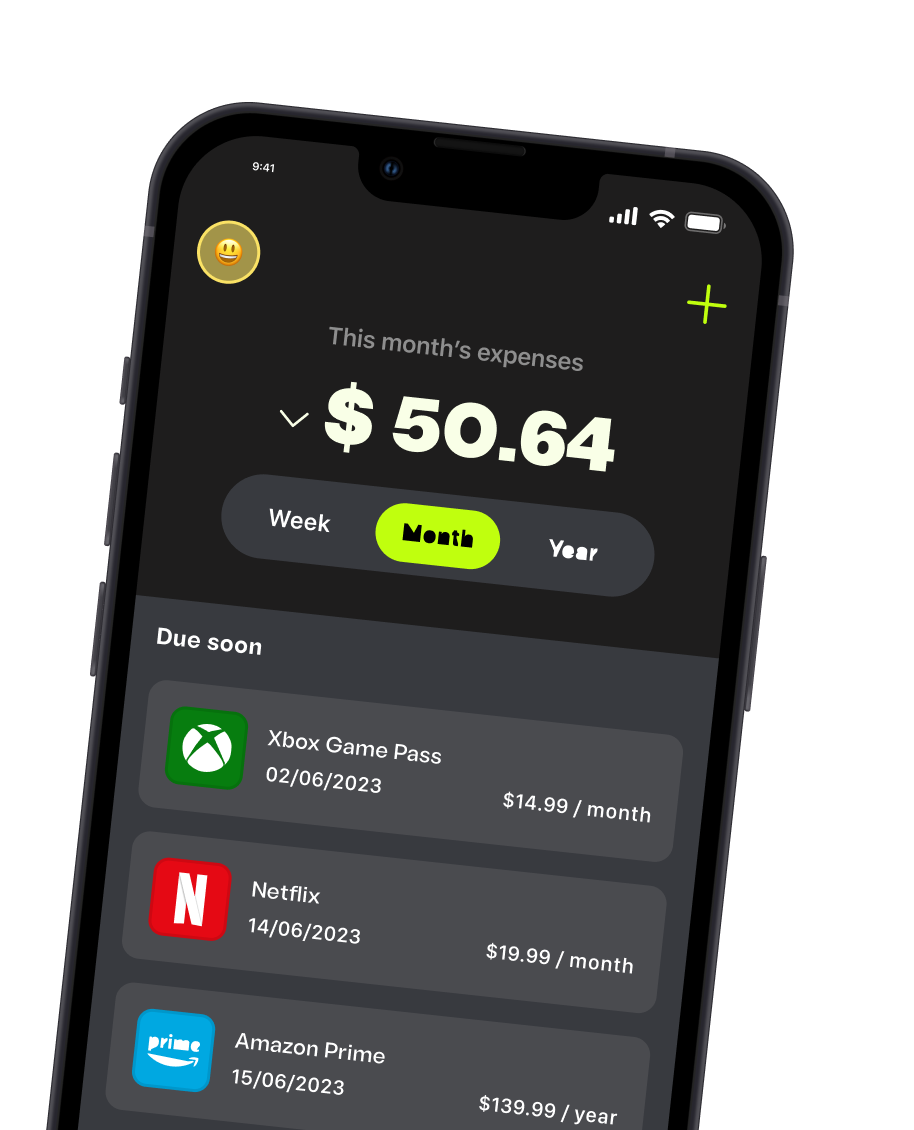 9:41
This month’s expenses
$ 50.64
Week Month Year
Due soon
Xbox Game Pass
02/06/2023
$14.99 / month
N
Netflix
14/06/2023
$19.99 / month
prime
Amazon Prime
15/06/2023
$139.99 / year